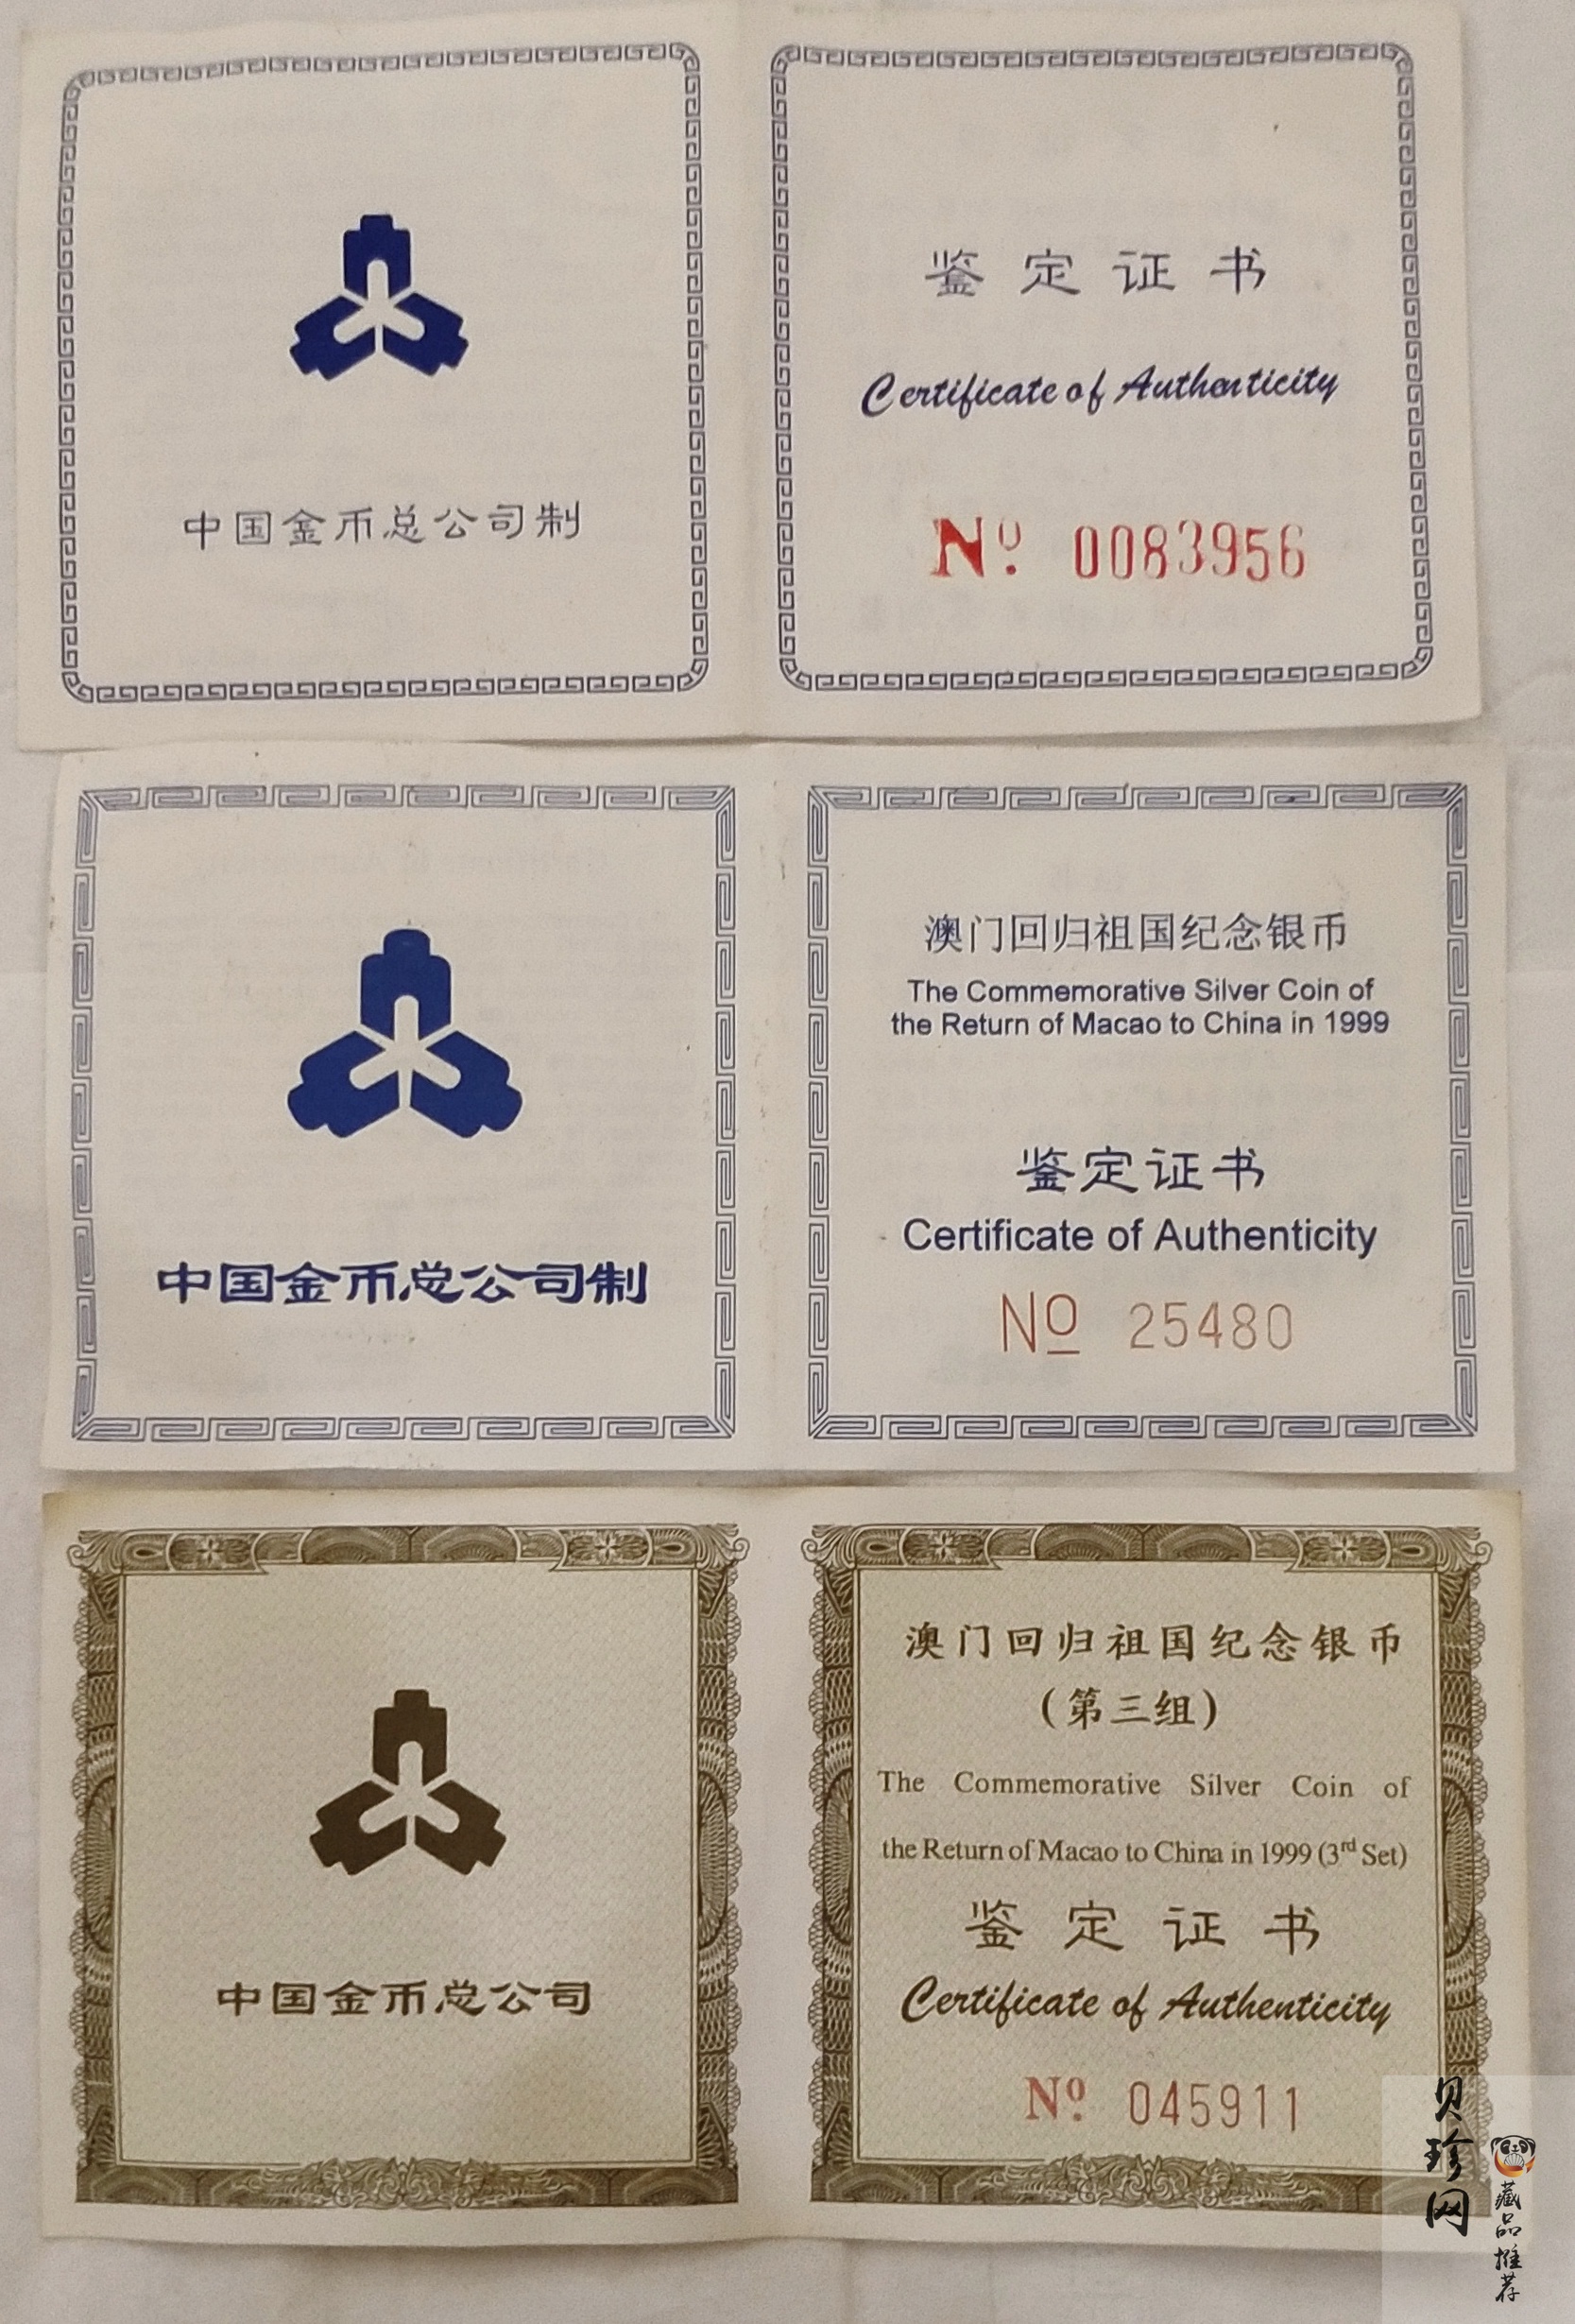 中国金币总公司制
鉴定证书
Certificate of Authenticity
Nº 0083956
中国金币总公司制
澳门回归祖国纪念银币
The Commemorative Silver Coin of
the Return of Macao to China in 1999
鉴定证书
Certificate of Authenticity
Nº 25480
中国金币总公司
澳门回归祖国纪念银币
(第三组)
The Commemorative Silver Coin of
the Return of Macao to China in 1999 (3rd Set)
鉴定证书
Certificate of Authenticity
Nº 045911
贝珍网
藏品推荐